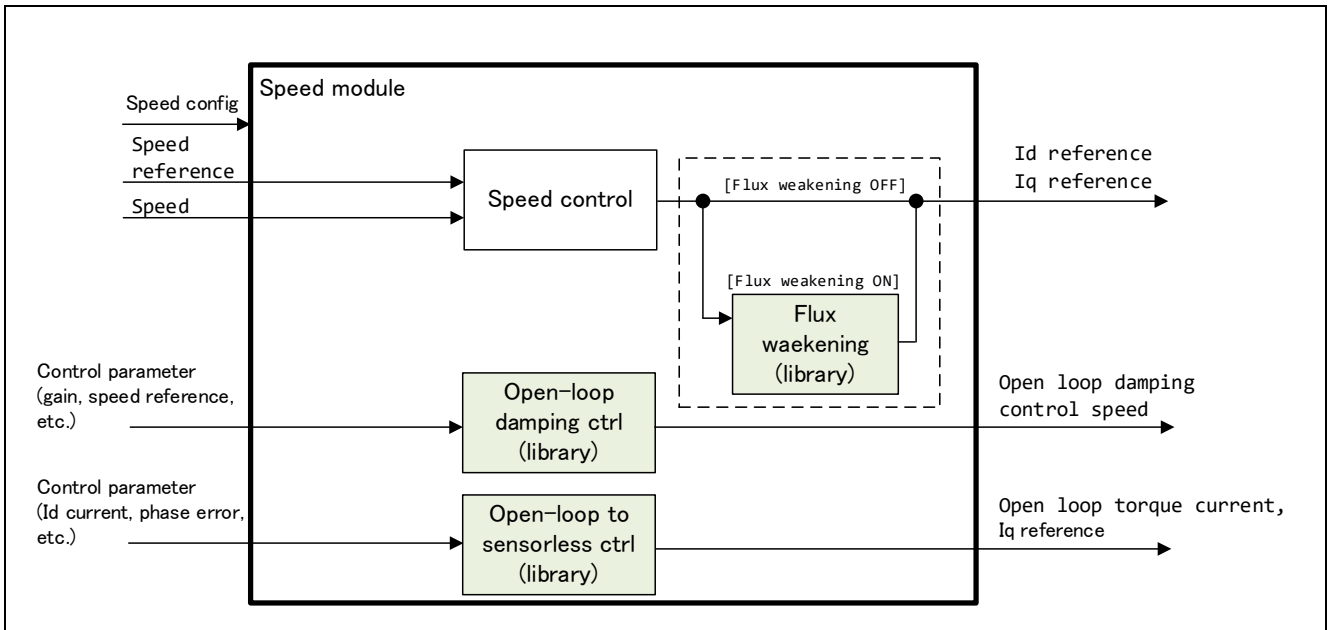 Speed module
Speed config
Speed
reference
Speed
Speed control
[Flux weakening OFF]
Id reference
Iq reference
[Flux weakening ON]
Flux
waekening
(library)
Control parameter
(gain, speed reference,
etc.)
Open-loop
damping ctrl
(library)
Open loop damping
control speed
Control parameter
(Id current, phase error,
etc.)
Open-loop to
sensorless ctrl
(library)
Open loop torque current,
Iq reference